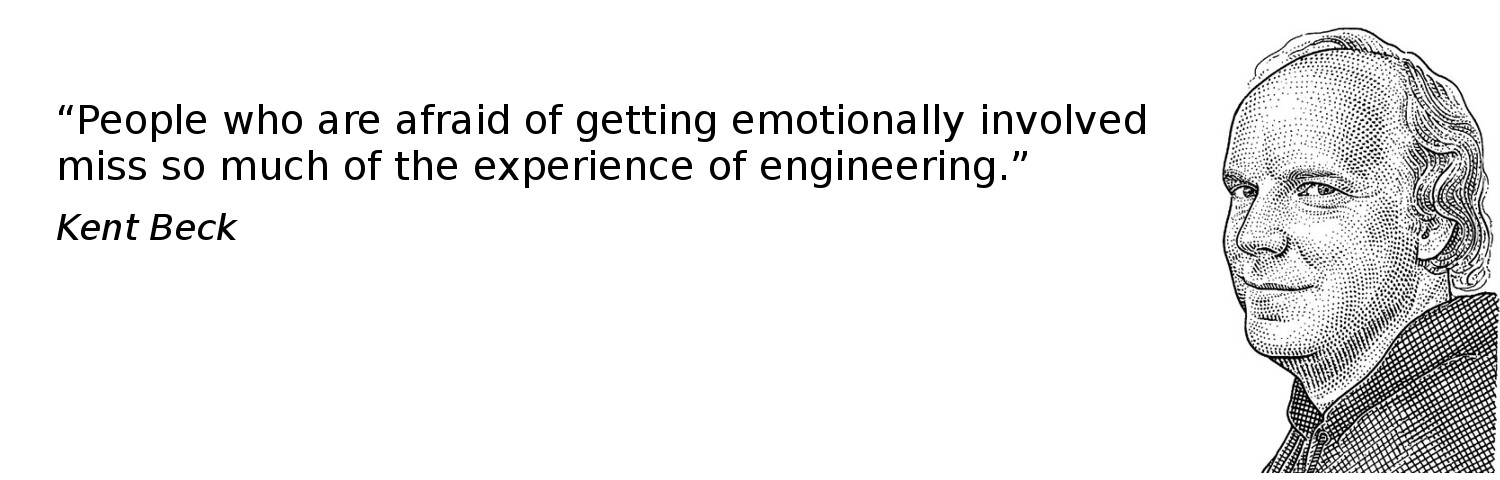 “People who are afraid of getting emotionally involved
miss so much of the experience of engineering.”
Kent Beck